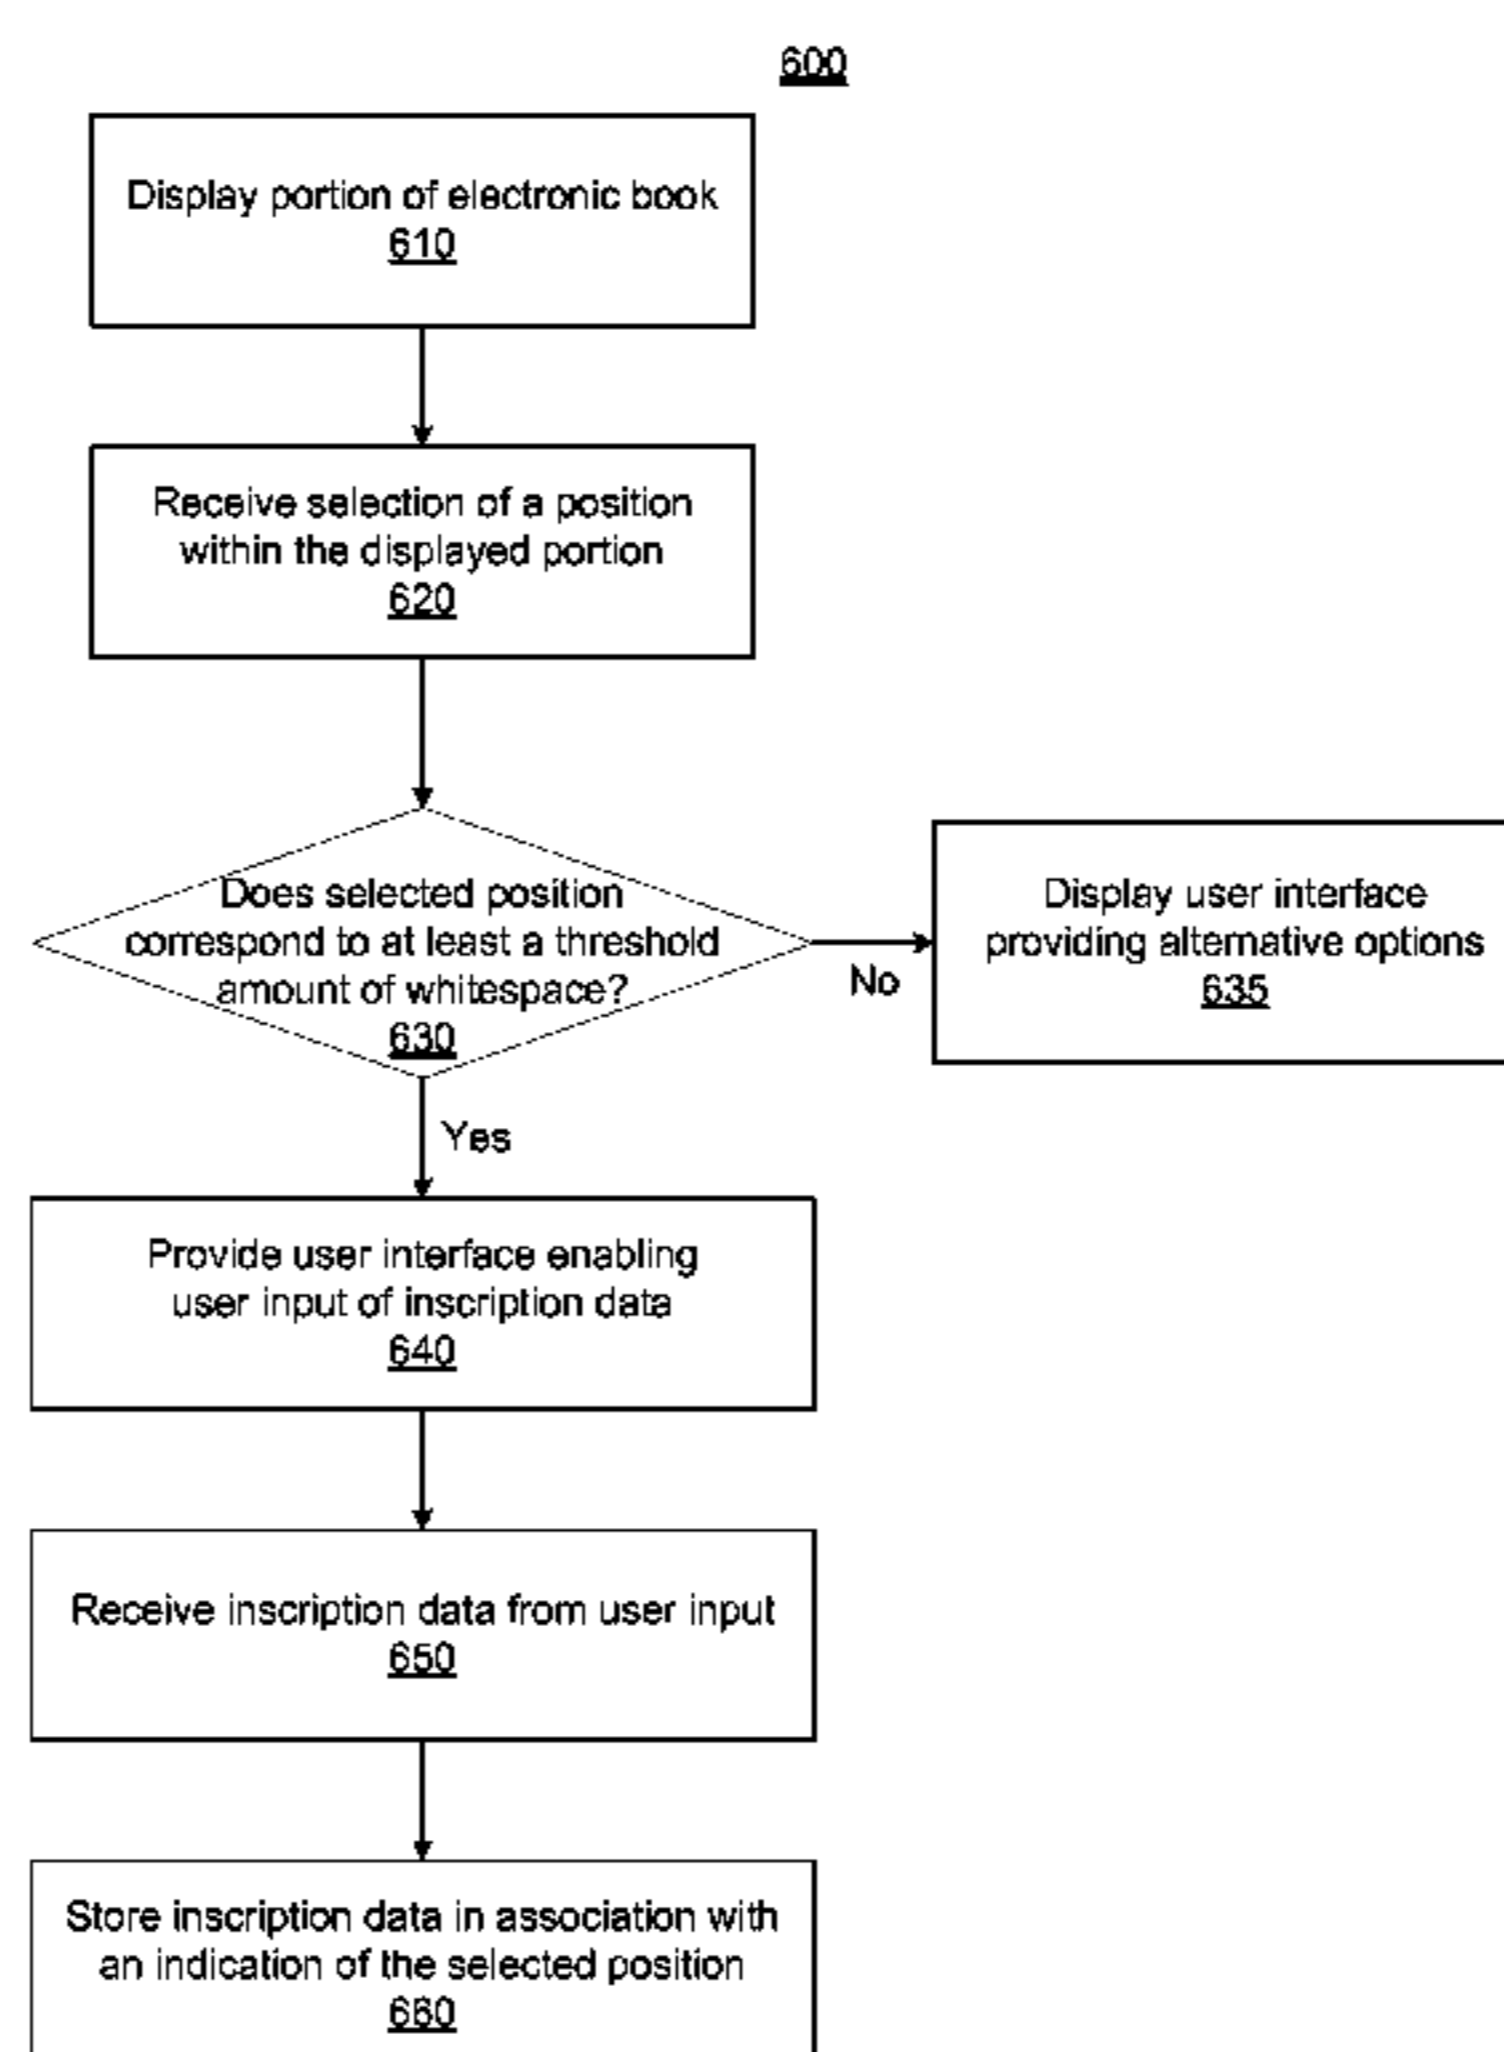 600
Display portion of electronic book
610
Receive selection of a position
within the displayed portion
620
Does selected position
correspond to at least a threshold
amount of whitespace?
630
No
Display user interface
providing alternative options
635
Yes
Provide user interface enabling
user input of inscription data
640
Receive inscription data from user input
650
Store inscription data in association with
an indication of the selected position
660